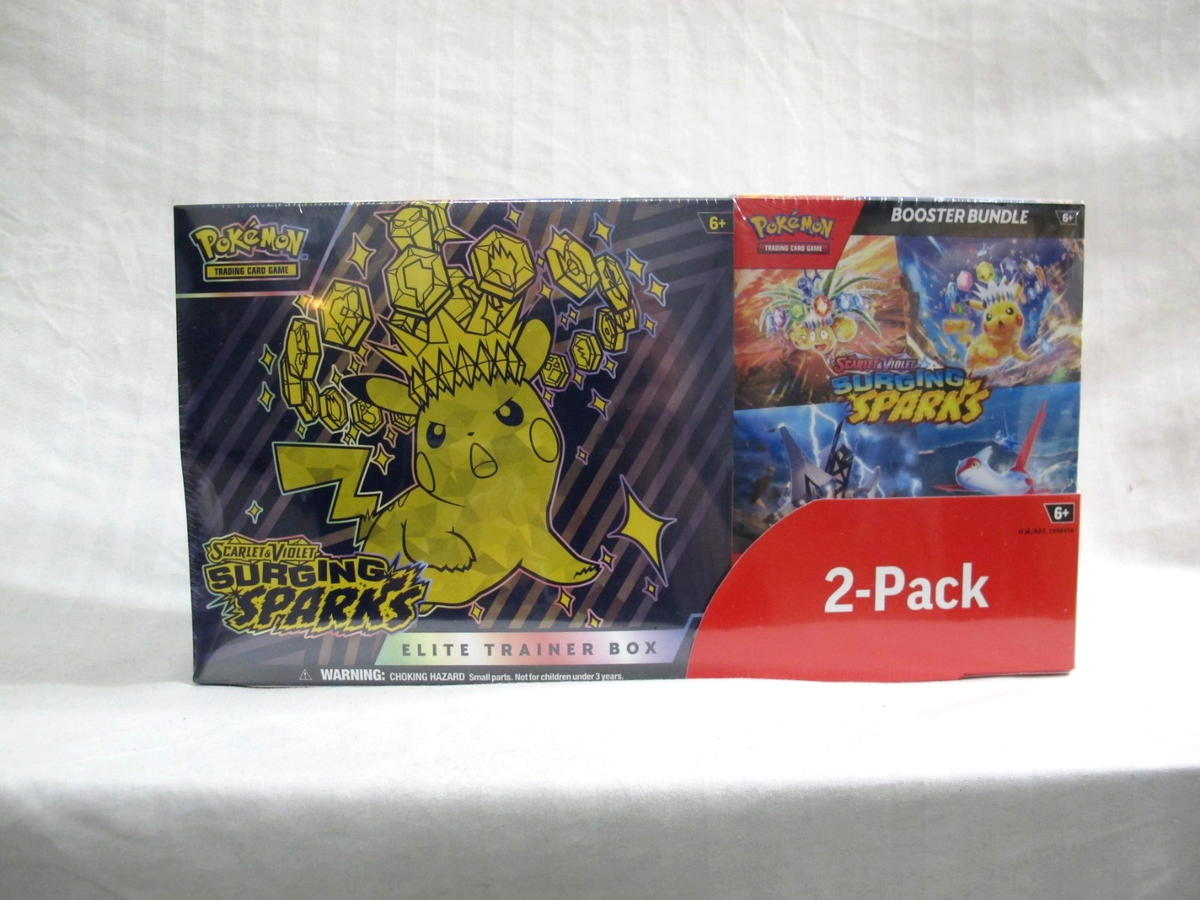 Pokémon
TRADING CARD GAME
6+
SCARLET & VIOLET
SURGING
SPARKS
ELITE TRAINER BOX
WARNING: CHOKING HAZARD Small parts. Not for children under 3 years.
Pokémon
TRADING CARD GAME
BOOSTER BUNDLE
6+
SCARLET & VIOLET
SURGING
SPARKS
6+
2-Pack